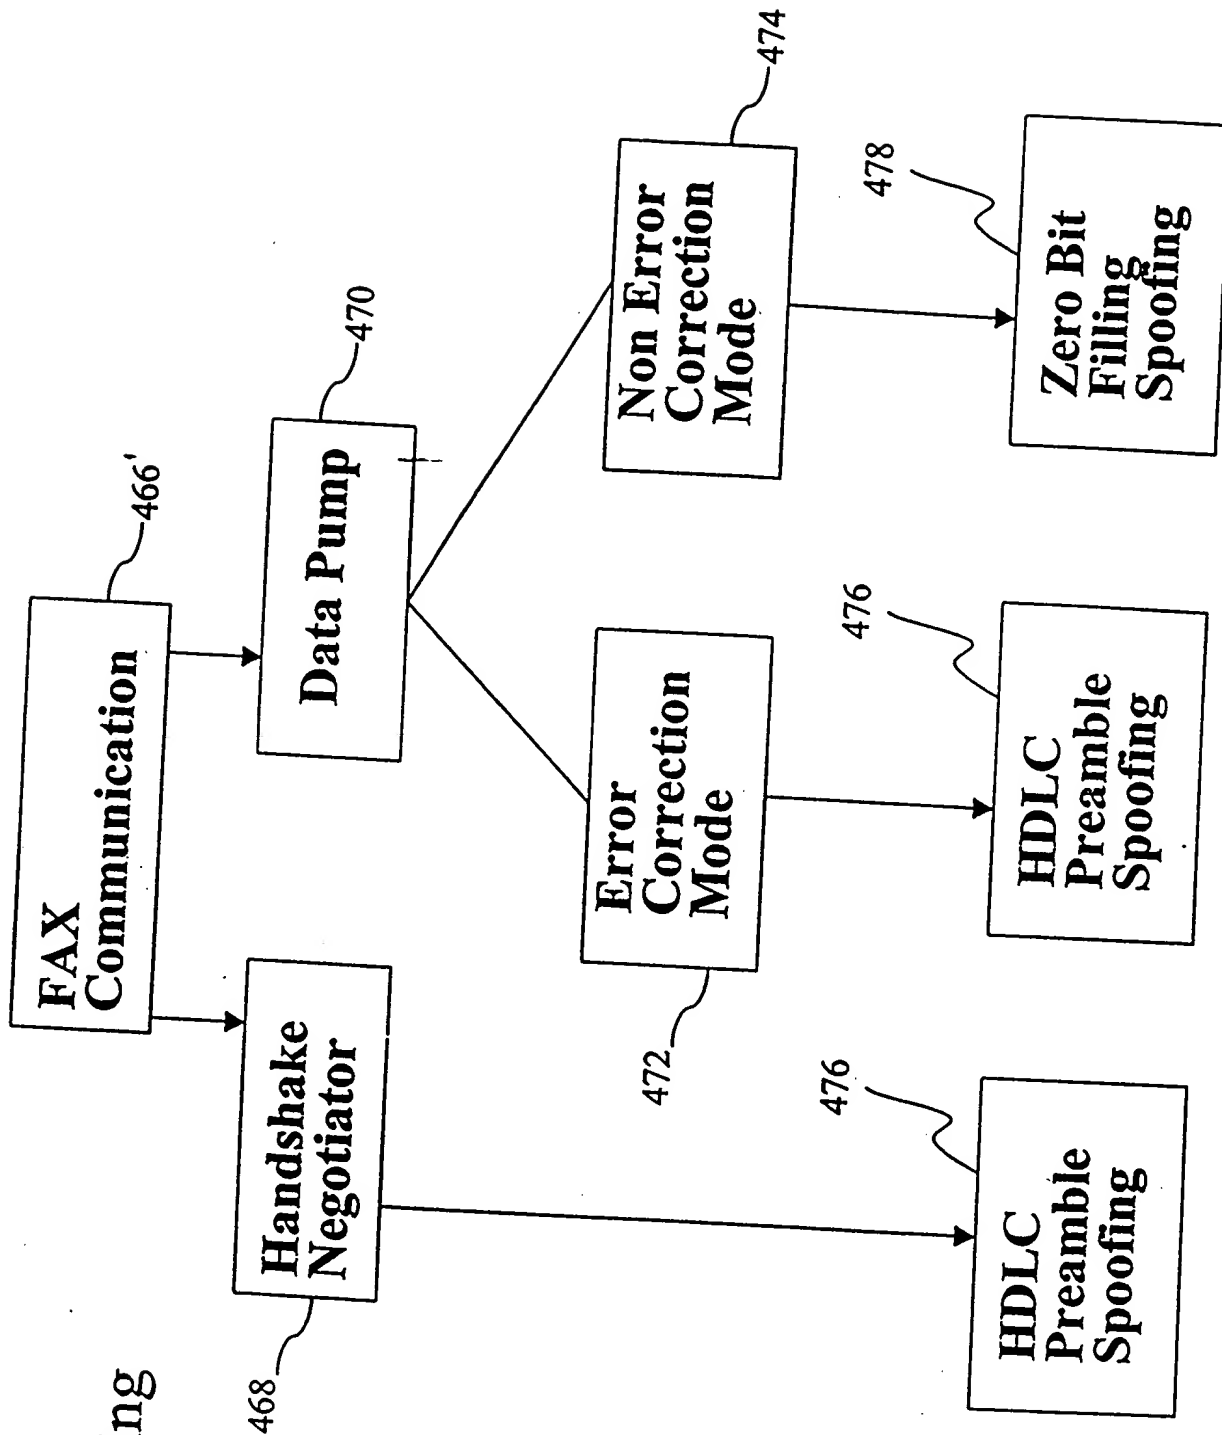 ng
FAX
Communication
466'
Handshake
Negotiator
468
Data Pump
470
Error
Correction
Mode
472
Non Error
Correction
Mode
474
HDLC
Preamble
Spoofing
476
HDLC
Preamble
Spoofing
476
Zero Bit
Filling
Spoofing
478